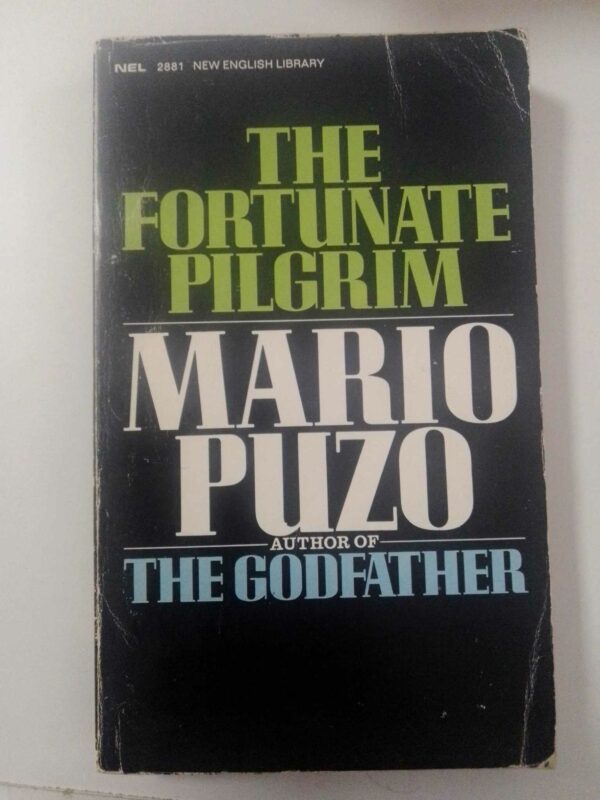 NEL 2881 NEW ENGLISH LIBRARY
THE
FORTUNATE
PILGRIM
MARIO
PUZO
AUTHOR OF
THE GODFATHER